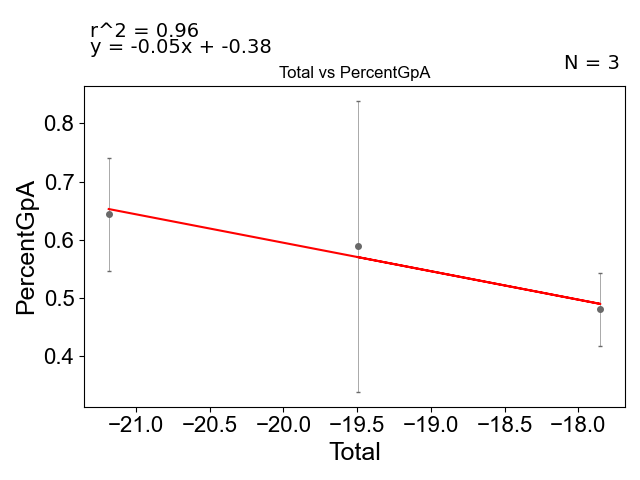 r^2 = 0.96
y = -0.05x + -0.38
N = 3
Total vs PercentGpA
PercentGpA
0.8
0.7
0.6
0.5
0.4
−21.0 −20.5 −20.0 −19.5 −19.0 −18.5 −18.0
Total